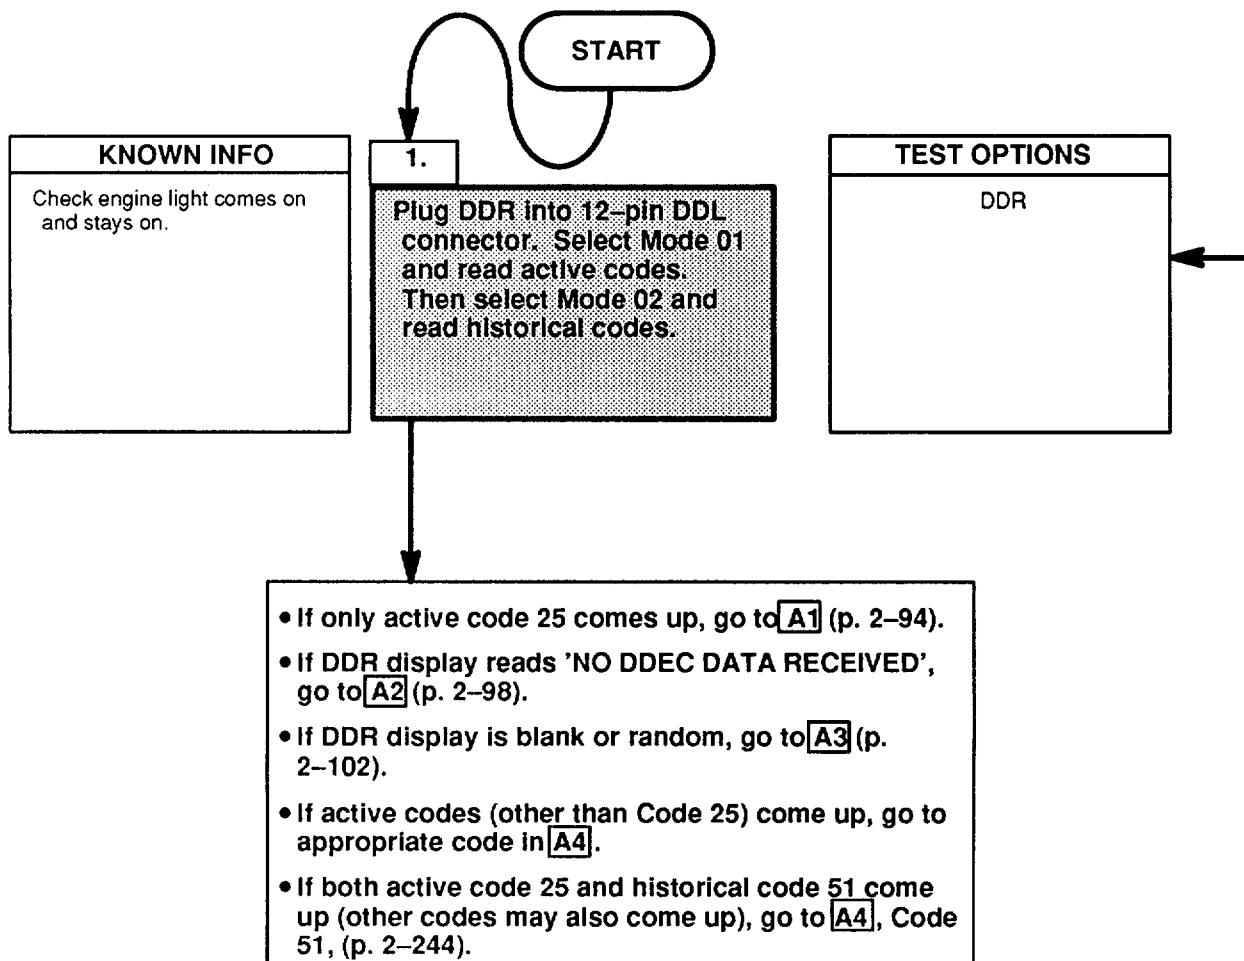 START
KNOWN INFO
Check engine light comes on
and stays on.
1.
Plug DDR into 12–pin DDL
connector. Select Mode 01
and read active codes.
Then select Mode 02 and
read historical codes.
TEST OPTIONS
DDR
• If only active code 25 comes up, go to A1 (p. 2–94).
• If DDR display reads 'NO DDEC DATA RECEIVED',
go to A2 (p. 2–98).
• If DDR display is blank or random, go to A3 (p.
2–102).
• If active codes (other than Code 25) come up, go to
appropriate code in A4.
• If both active code 25 and historical code 51 come
up (other codes may also come up), go to A4, Code
51, (p. 2–244).